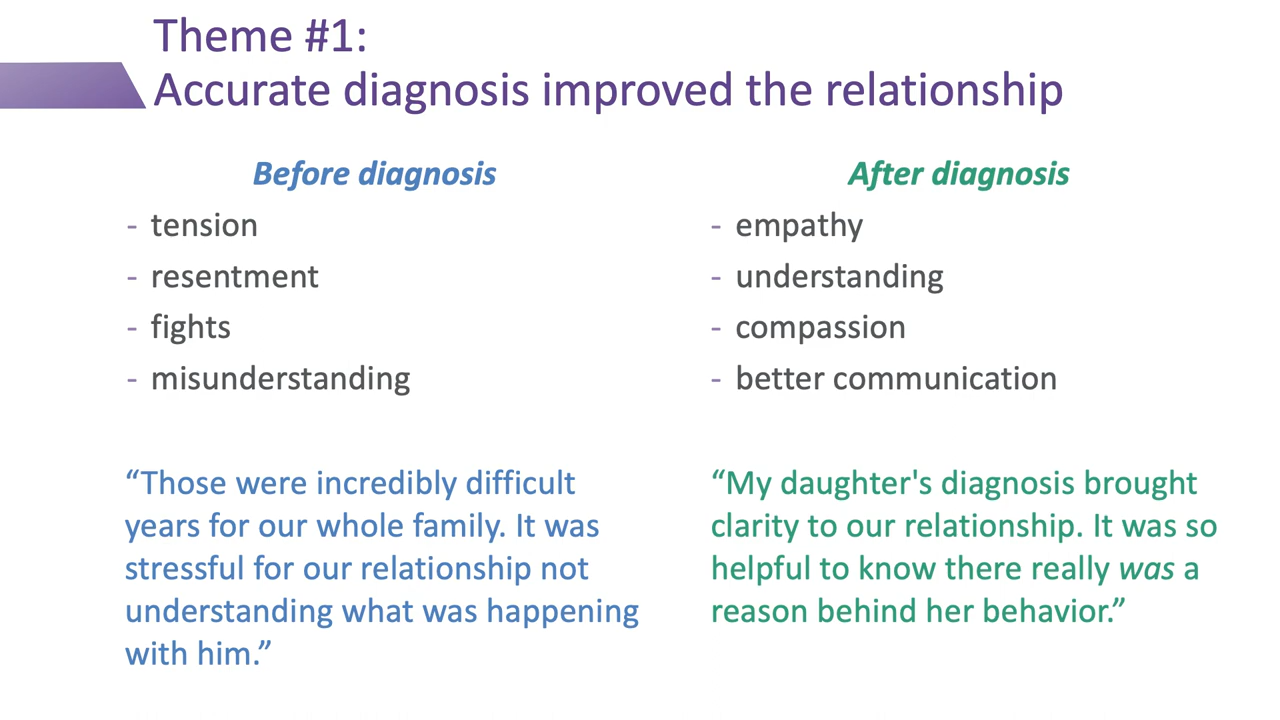 Theme #1:
Accurate diagnosis improved the relationship
Before diagnosis
- tension
- resentment
- fights
- misunderstanding
“Those were incredibly difficult
years for our whole family. It was
stressful for our relationship not
understanding what was happening
with him.”
After diagnosis
- empathy
- understanding
- compassion
- better communication
“My daughter's diagnosis brought
clarity to our relationship. It was so
helpful to know there really was a
reason behind her behavior.”